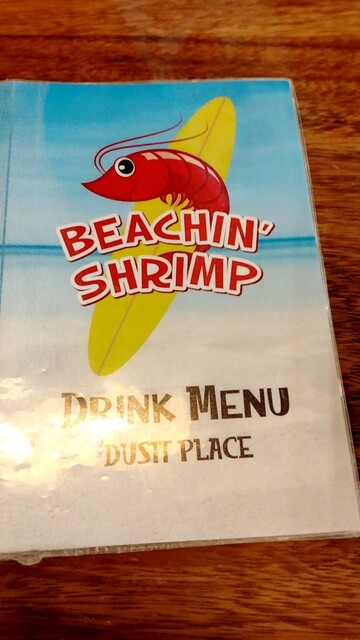 BEACHIN'
SHRIMP
DRINK MENU
DUSIT PLACE